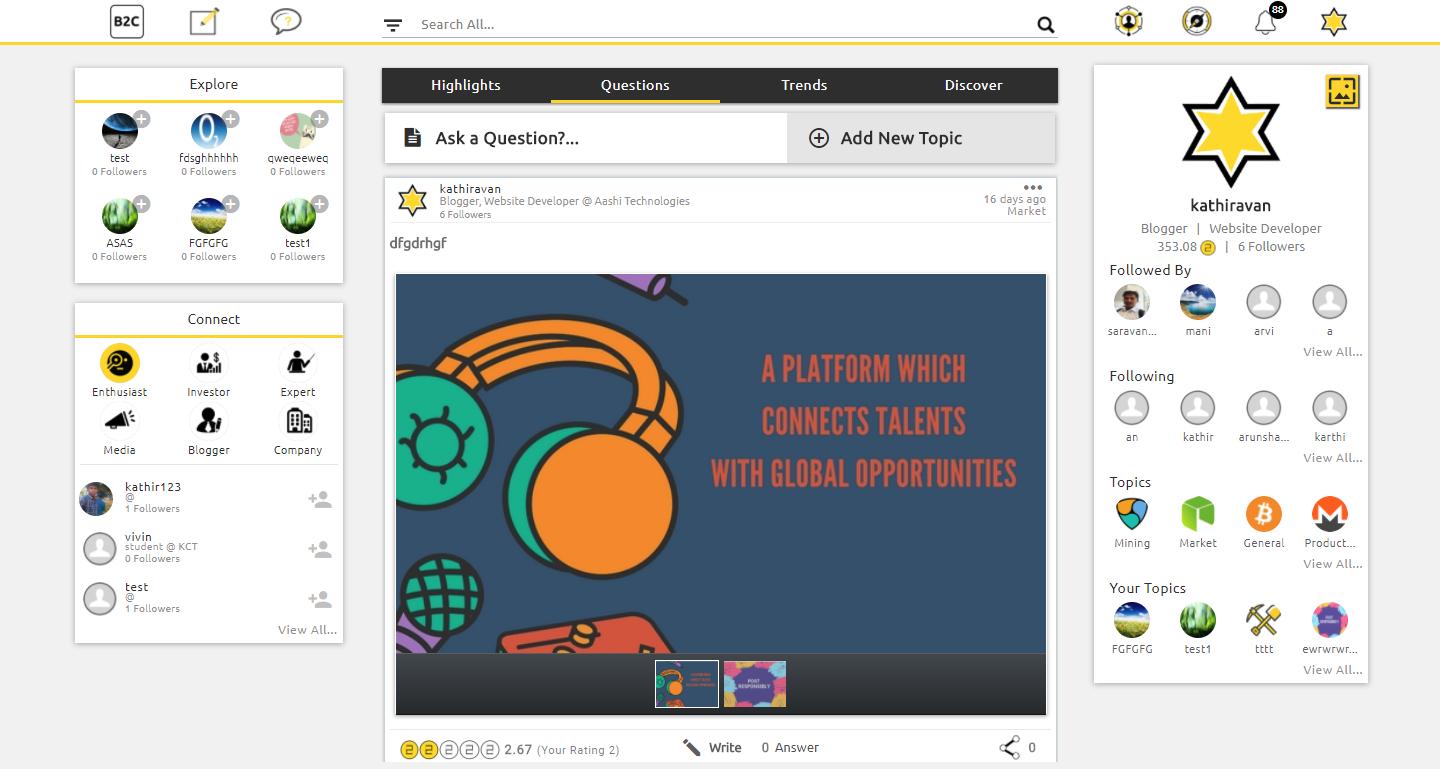 B2C
Search All...
88
Explore
test
0 Followers
fdsghhhhhh
0 Followers
qweqeeweq
0 Followers
ASAS
0 Followers
FGFGFG
0 Followers
test1
0 Followers
Connect
Enthusiast
Investor
Expert
Media
Blogger
Company
kathir123
@
1 Followers
vivin
student @ KCT
0 Followers
test
@
1 Followers
View All...
Highlights
Questions
Trends
Discover
Ask a Question?...
Add New Topic
kathiravan
Blogger, Website Developer @ Aashi Technologies
6 Followers
16 days ago
Market
dfgdrhgf
A PLATFORM WHICH
CONNECTS TALENTS
WITH GLOBAL OPPORTUNITIES
POST
RESPONSIBLY
2.67 (Your Rating 2)
Write
0 Answer
0
kathiravan
Blogger | Website Developer
353.08 | 6 Followers
Followed By
saravan...
mani
arvi
a
View All...
Following
an
kathir
arunsha...
karthi
View All...
Topics
Mining
Market
General
Product...
View All...
Your Topics
FGFGFG
test1
tttt
ewrwrwr...
View All...